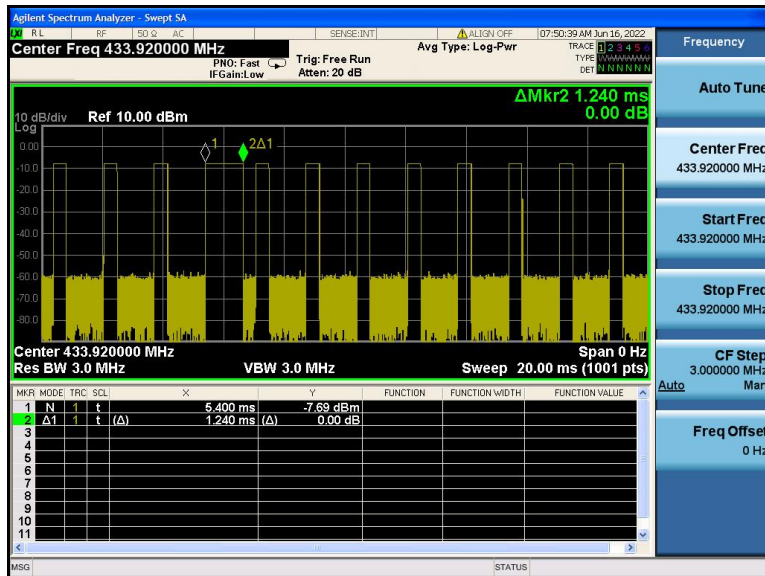 Agilent Spectrum Analyzer - Swept SA
LXI RL RF 50 Ω AC SENSE:INT ALIGN OFF 07:50:39 AM Jun 16, 2022
Center Freq 433.920000 MHz
PNO: Fast
IFGain:Low
Trig: Free Run
Atten: 20 dB
Avg Type: Log-Pwr
TRACE 1 2 3 4 5 6
TYPE
DET N N N N N N
ΔMkr2 1.240 ms
0.00 dB
10 dB/div Ref 10.00 dBm
Log
1 2Δ1
0.00
-10.0
-20.0
-30.0
-40.0
-50.0
-60.0
-70.0
-80.0
Center 433.920000 MHz Span 0 Hz
Res BW 3.0 MHz VBW 3.0 MHz Sweep 20.00 ms (1001 pts)
MKR MODE TRC SCL X Y FUNCTION FUNCTION WIDTH FUNCTION VALUE
1 N 1 t 5.400 ms -7.69 dBm
2 Δ1 1 t (Δ) 1.240 ms (Δ) 0.00 dB
3
4
5
6
7
8
9
10
11
MSG STATUS
Frequency
Auto Tune
Center Freq
433.920000 MHz
Start Freq
433.920000 MHz
Stop Freq
433.920000 MHz
CF Step
3.000000 MHz
Auto Man
Freq Offset
0 Hz